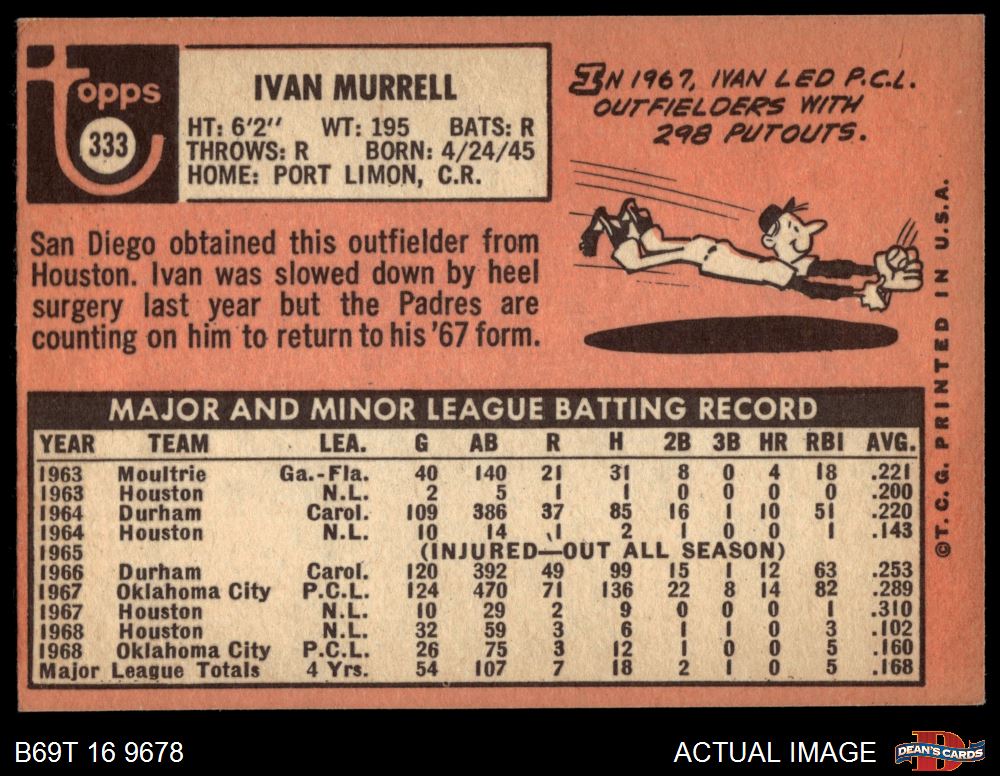 Topps
333
IVAN MURRELL
HT: 6'2" WT: 195 BATS: R
THROWS: R BORN: 4/24/45
HOME: PORT LIMON, C.R.
San Diego obtained this outfielder from
Houston. Ivan was slowed down by heel
surgery last year but the Padres are
counting on him to return to his '67 form.
IN 1967, IVAN LED P.C.L.
OUTFIELDERS WITH
298 PUTOUTS.
MAJOR AND MINOR LEAGUE BATTING RECORD
YEAR TEAM LEA. G AB R H 2B 3B HR RBI AVG.
1963 Moultrie Ga.-Fla. 40 140 21 31 8 0 4 18 .221
1963 Houston N.L. 2 5 1 1 0 0 0 0 .200
1964 Durham Carol. 109 386 37 85 16 1 10 51 .220
1964 Houston N.L. 10 14 1 2 1 0 0 1 .143
1965 (INJURED—OUT ALL SEASON)
1966 Durham Carol. 120 392 49 99 15 1 12 63 .253
1967 Oklahoma City P.C.L. 124 470 71 136 22 8 14 82 .289
1967 Houston N.L. 10 29 2 9 0 0 0 1 .310
1968 Houston N.L. 32 59 3 6 1 1 0 3 .102
1968 Oklahoma City P.C.L. 26 75 3 12 1 0 0 5 .160
Major League Totals 4 Yrs. 54 107 7 18 2 1 0 5 .168
©T.C.G. PRINTED IN U.S.A.
B69T 16 9678
ACTUAL IMAGE
DEAN'S CARDS